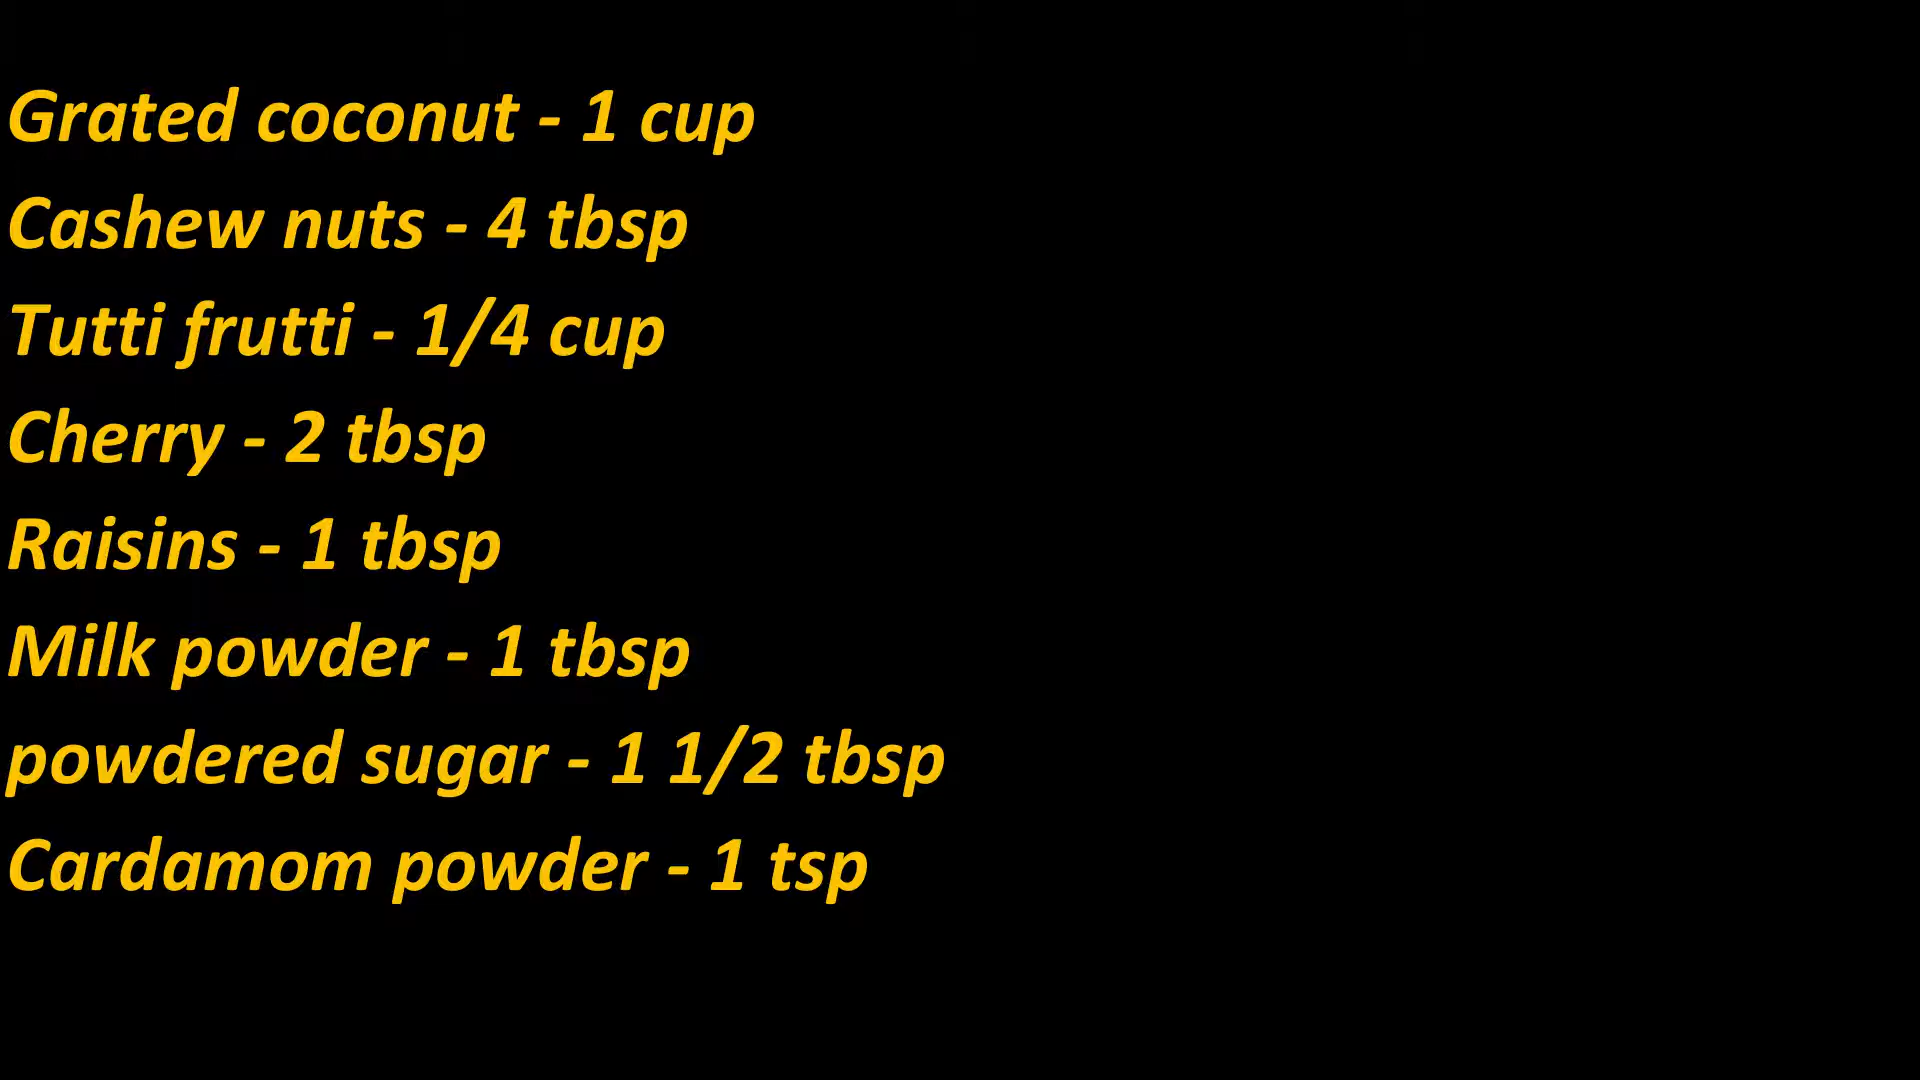 Grated coconut - 1 cup
Cashew nuts - 4 tbsp
Tutti frutti - 1/4 cup
Cherry - 2 tbsp
Raisins - 1 tbsp
Milk powder - 1 tbsp
powdered sugar - 1 1/2 tbsp
Cardamom powder - 1 tsp